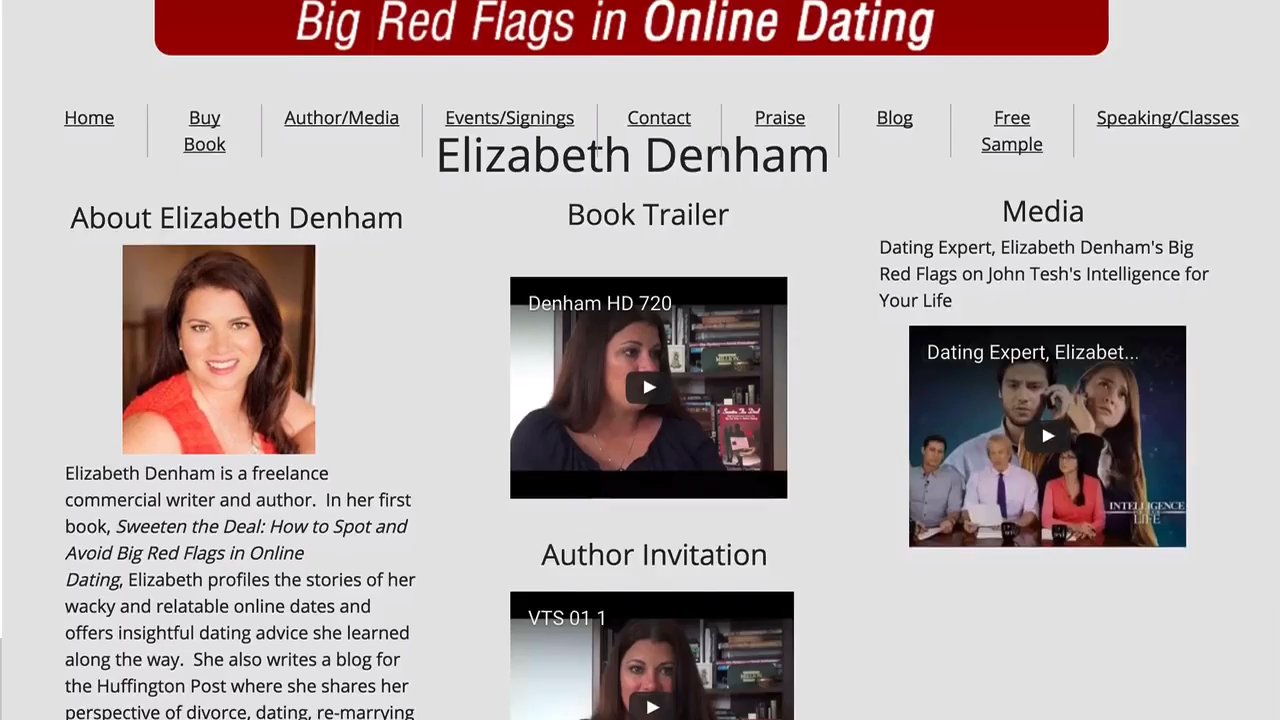 Big Red Flags in Online Dating
Home
Buy
Book
Author/Media
Events/Signings
Contact
Praise
Blog
Free
Sample
Speaking/Classes
Elizabeth Denham
About Elizabeth Denham
Elizabeth Denham is a freelance
commercial writer and author. In her first
book, Sweeten the Deal: How to Spot and
Avoid Big Red Flags in Online
Dating, Elizabeth profiles the stories of her
wacky and relatable online dates and
offers insightful dating advice she learned
along the way. She also writes a blog for
the Huffington Post where she shares her
perspective of divorce, dating, re-marrying
Book Trailer
Denham HD 720
Author Invitation
VTS 01 1
Media
Dating Expert, Elizabeth Denham's Big
Red Flags on John Tesh's Intelligence for
Your Life
Dating Expert, Elizabet...
INTELLIGENCE
LIFE